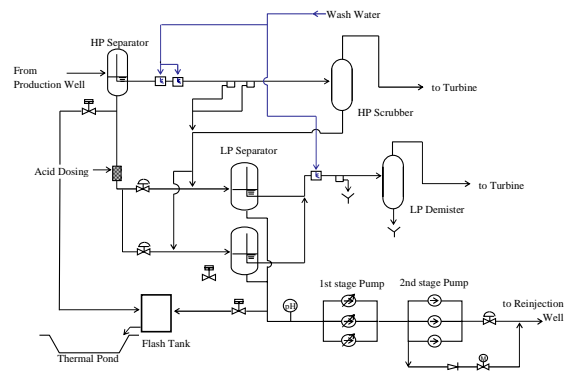 Wash Water
HP Separator
From
Production Well
to Turbine
HP Scrubber
LP Separator
Acid Dosing
to Turbine
LP Demister
1st stage Pump
2nd stage Pump
to Reinjection
Well
pH
M
Flash Tank
Thermal Pond